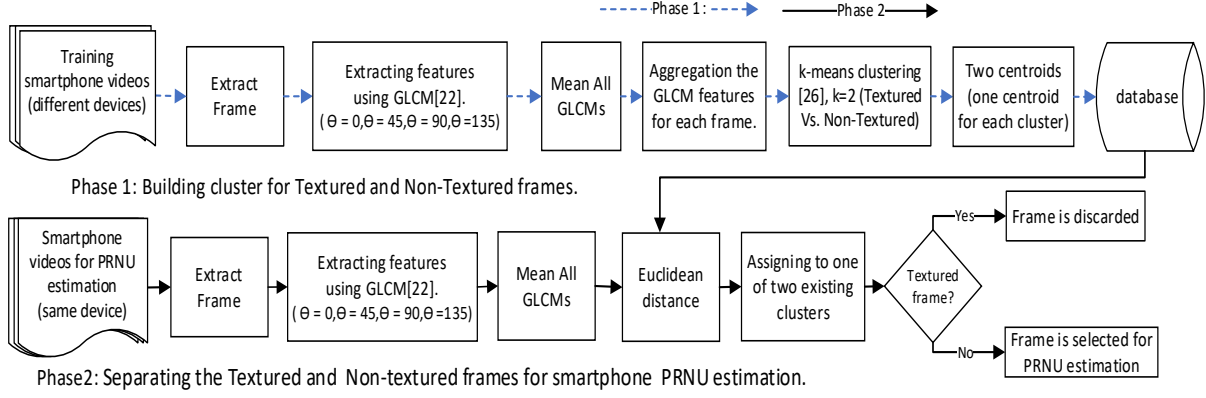 Phase 1:
Phase 2
Training
smartphone videos
(different devices)
Extract
Frame
Extracting features
using GLCM[22].
( Θ = 0,Θ = 45,Θ = 90,Θ =135)
Mean All
GLCMs
Aggregation the
GLCM features
for each frame.
k-means clustering
[26], k=2 (Textured
Vs. Non-Textured)
Two centroids
(one centroid
for each cluster)
database
Phase 1: Building cluster for Textured and Non-Textured frames.
Smartphone
videos for PRNU
estimation
(same device)
Extract
Frame
Extracting features
using GLCM[22].
( Θ = 0,Θ = 45,Θ = 90,Θ =135)
Mean All
GLCMs
Euclidean
distance
Assigning to one
of two existing
clusters
Textured
frame?
Yes
Frame is discarded
No
Frame is selected for
PRNU estimation
Phase2: Separating the Textured and Non-textured frames for smartphone PRNU estimation.